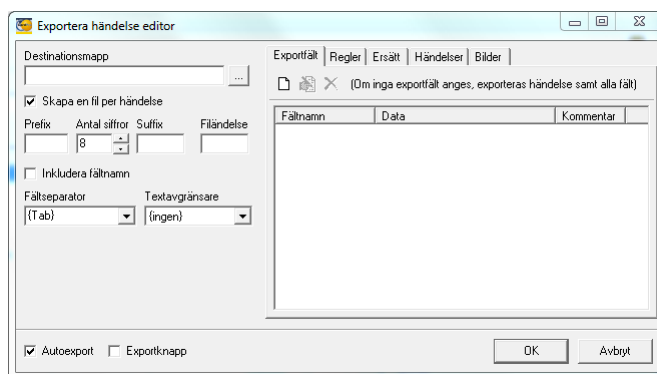 Exportera händelse editor
Destinationsmapp
...
Skapa en fil per händelse
Prefix Antal siffror Suffix Filändelse
8
Inkludera fältnamn
Fältseparator Textavgränsare
{Tab} {ingen}
Exportfält Regler Ersätt Händelser Bilder
(Om inga exportfält anges, exporteras händelse samt alla fält)
Fältnamn Data Kommentar
Autoexport Exportknapp
OK Avbryt